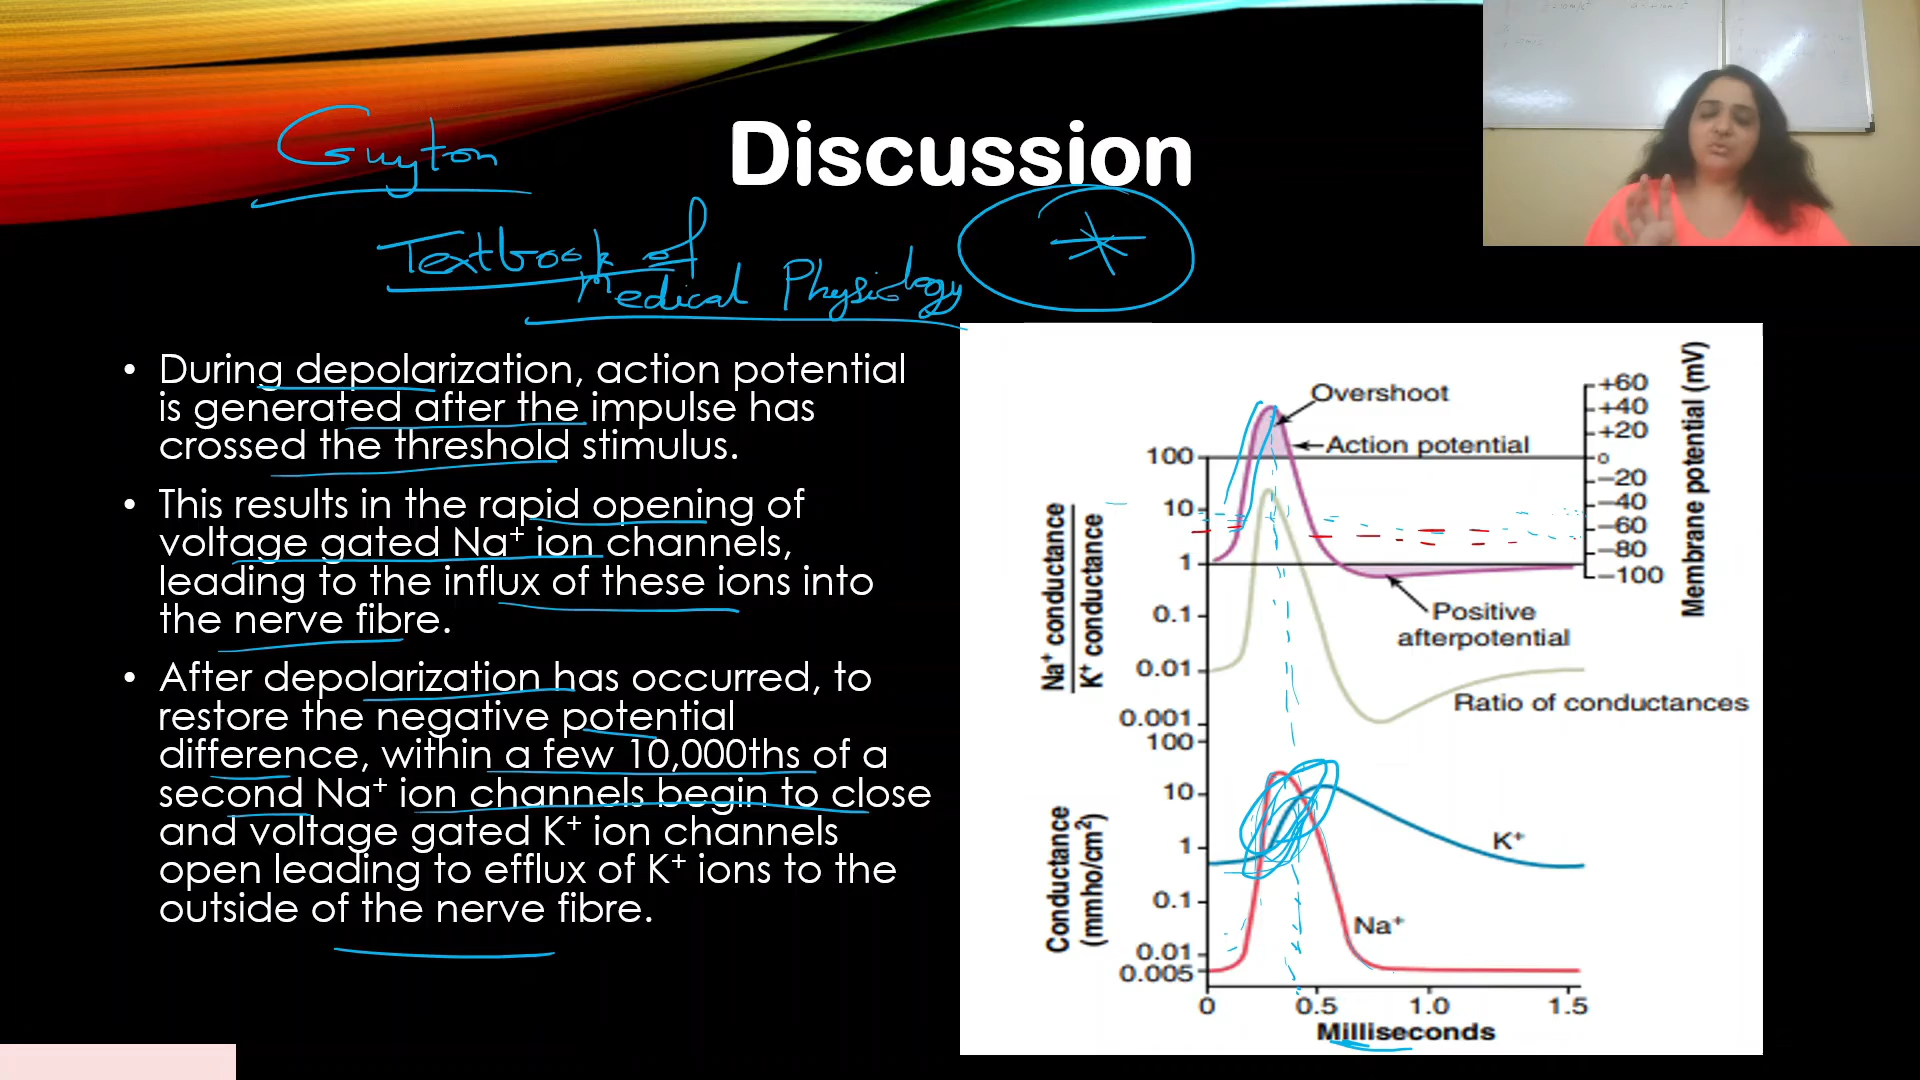 Guyton
Discussion
Textbook of
Medical Physiology
• During depolarization, action potential
is generated after the impulse has
crossed the threshold stimulus.
• This results in the rapid opening of
voltage gated Na⁺ ion channels,
leading to the influx of these ions into
the nerve fibre.
• After depolarization has occurred, to
restore the negative potential
difference, within a few 10,000ths of a
second Na⁺ ion channels begin to close
and voltage gated K⁺ ion channels
open leading to efflux of K⁺ ions to the
outside of the nerve fibre.
Overshoot
Action potential
Positive
afterpotential
Ratio of conductances
Na⁺ conductance
K⁺ conductance
100
10
1
0.1
0.01
0.001
Membrane potential (mV)
+60
+40
+20
0
–20
–40
–60
–80
–100
Conductance
(mmho/cm²)
100
10
1
0.1
0.01
0.005
K⁺
Na⁺
0 0.5 1.0 1.5
Milliseconds